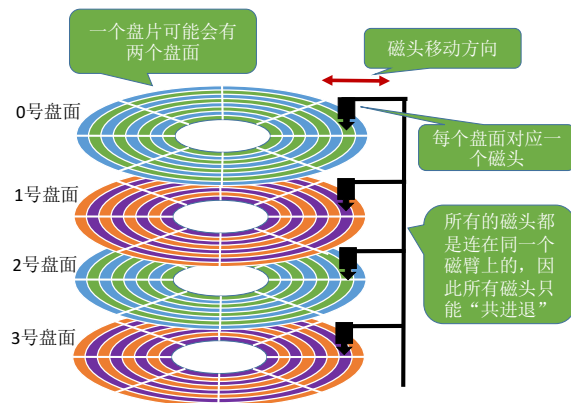 一个盘片可能会有
两个盘面
磁头移动方向
0号盘面
每个盘面对应一
个磁头
1号盘面
所有的磁头都
是连在同一个
磁臂上的，因
此所有磁头只
能“共进退”
2号盘面
3号盘面